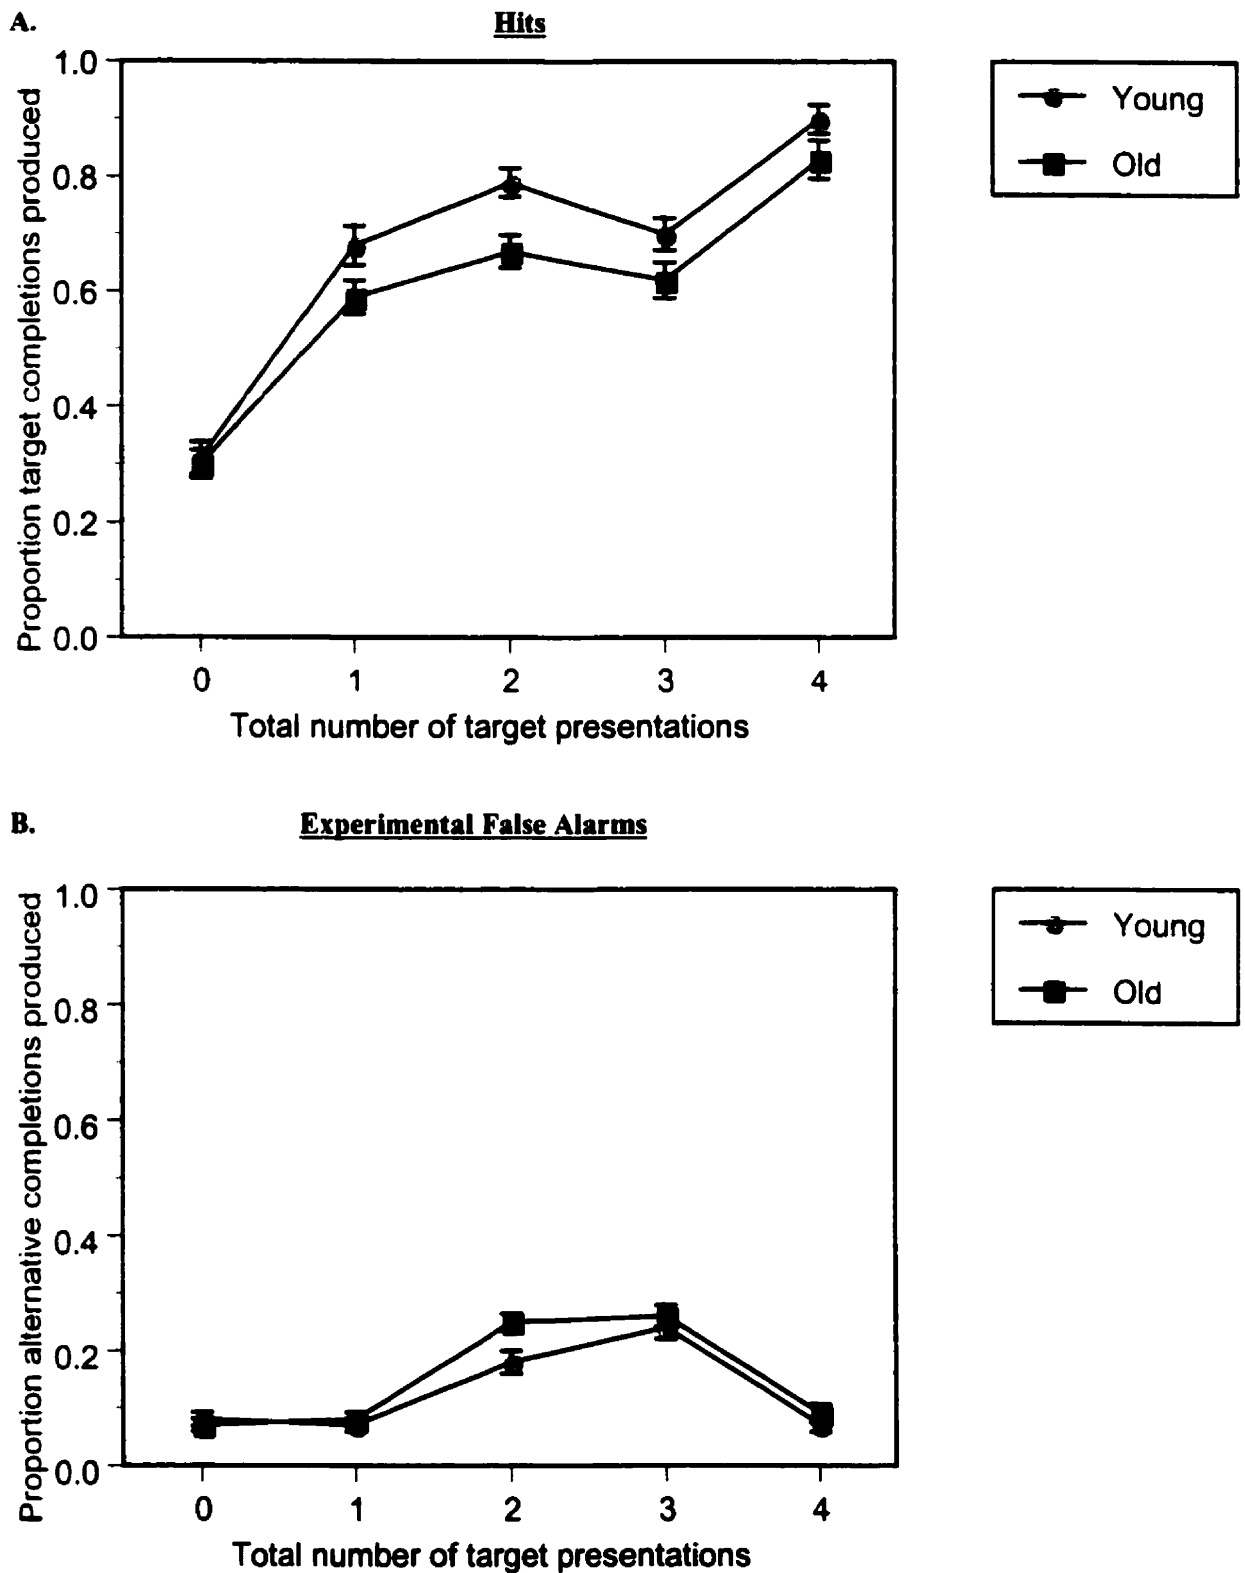 A.
Hits
Proportion target completions produced
1.0
0.8
0.6
0.4
0.2
0.0
0 1 2 3 4
Total number of target presentations
Young
Old
B.
Experimental False Alarms
Proportion alternative completions produced
1.0
0.8
0.6
0.4
0.2
0.0
0 1 2 3 4
Total number of target presentations
Young
Old